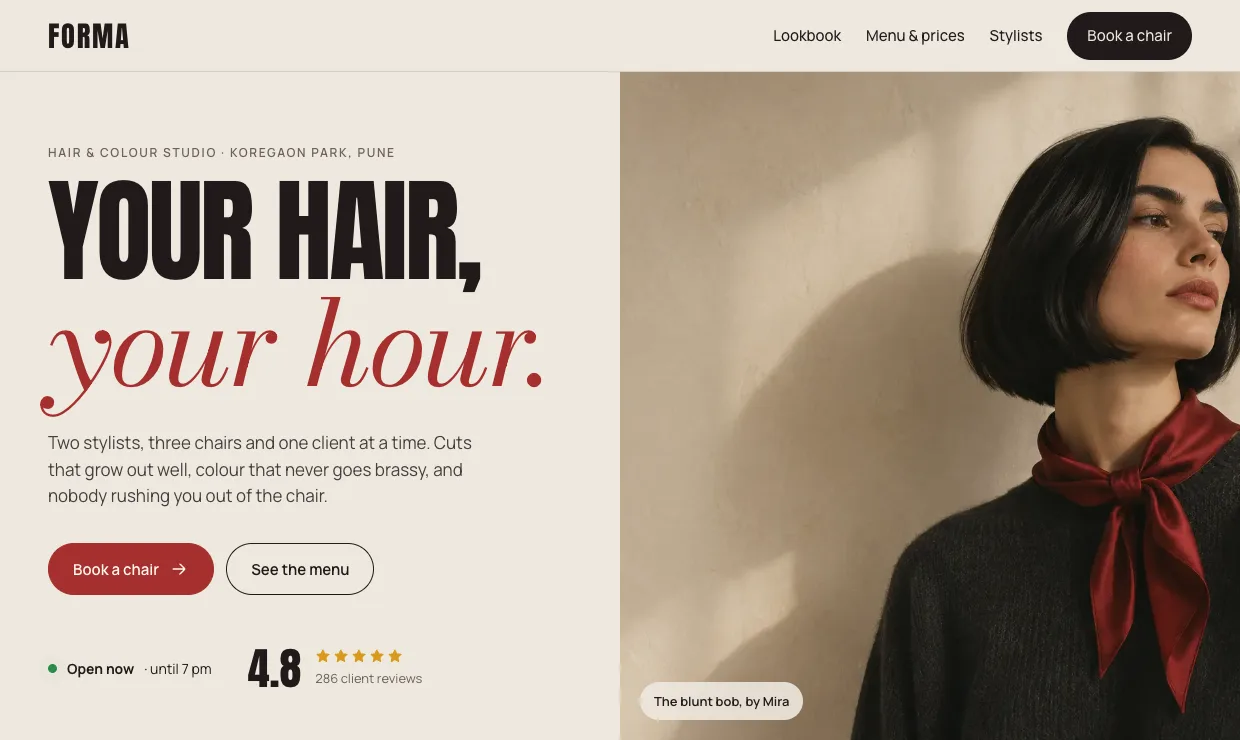 FORMA
Lookbook
Menu & prices
Stylists
Book a chair
HAIR & COLOUR STUDIO · KOREGAON PARK, PUNE
YOUR HAIR,
your hour.
Two stylists, three chairs and one client at a time. Cuts
that grow out well, colour that never goes brassy, and
nobody rushing you out of the chair.
Book a chair →
See the menu
Open now · until 7 pm
4.8
286 client reviews
The blunt bob, by Mira